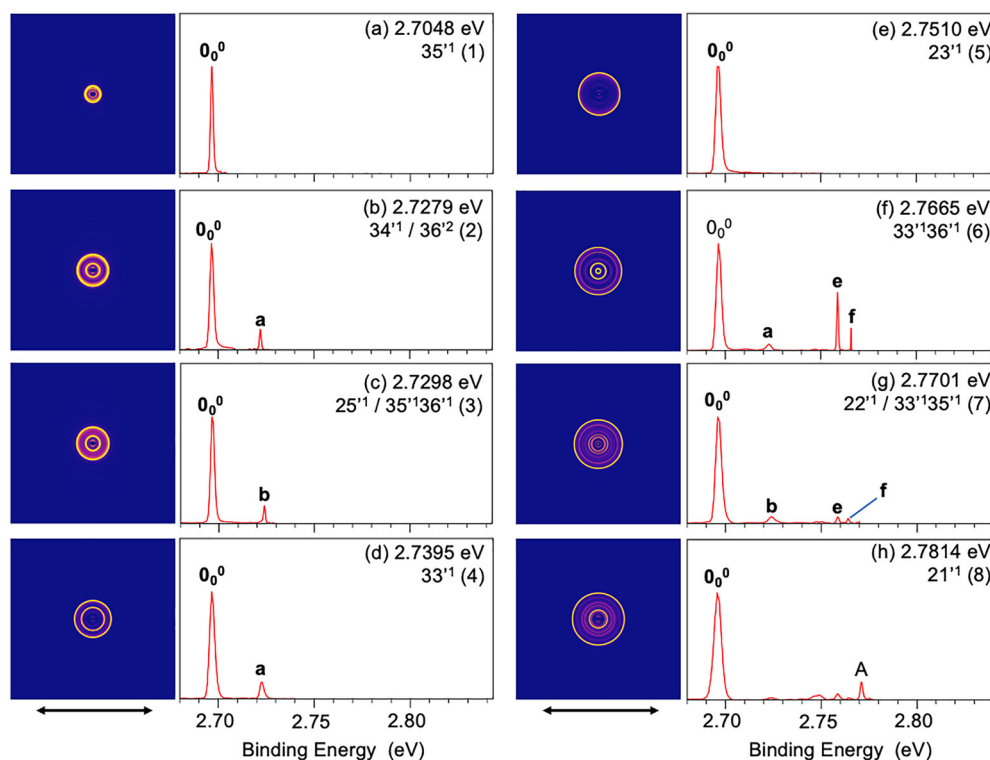 (a) 2.7048 eV
35'¹ (1)
0₀⁰
(b) 2.7279 eV
34'¹ / 36'² (2)
0₀⁰
a
(c) 2.7298 eV
25'¹ / 35'¹36'¹ (3)
0₀⁰
b
(d) 2.7395 eV
33'¹ (4)
0₀⁰
a
2.70 2.75 2.80
Binding Energy (eV)
(e) 2.7510 eV
23'¹ (5)
0₀⁰
(f) 2.7665 eV
33'¹36'¹ (6)
0₀⁰
a
e
f
(g) 2.7701 eV
22'¹ / 33'¹35'¹ (7)
0₀⁰
b
e
f
(h) 2.7814 eV
21'¹ (8)
0₀⁰
A
2.70 2.75 2.80
Binding Energy (eV)